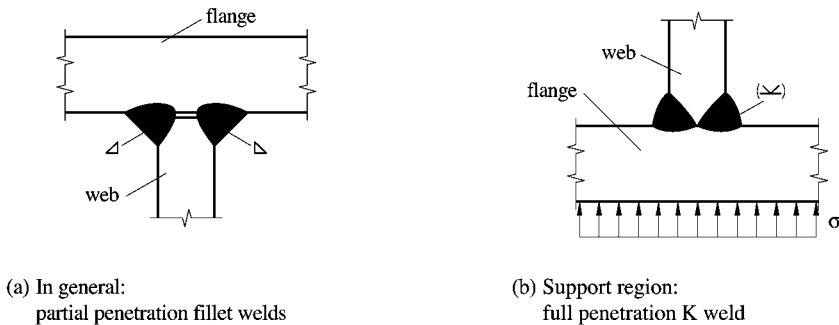 flange
web
(a) In general:
partial penetration fillet welds
web
flange
(K)
σ
(b) Support region:
full penetration K weld